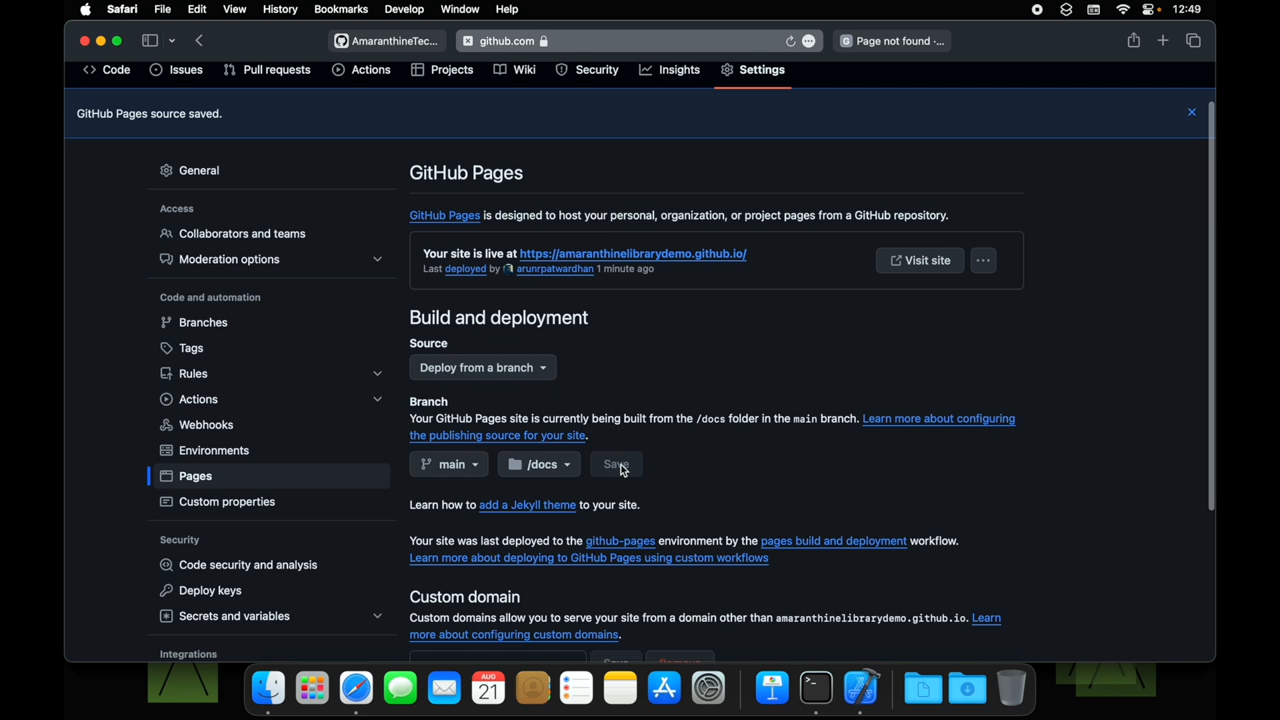 Safari File Edit View History Bookmarks Develop Window Help 12:49
AmaranthineTec... github.com G Page not found -...
Code Issues Pull requests Actions Projects Wiki Security Insights Settings
GitHub Pages source saved.
General
Access
Collaborators and teams
Moderation options
Code and automation
Branches
Tags
Rules
Actions
Webhooks
Environments
Pages
Custom properties
Security
Code security and analysis
Deploy keys
Secrets and variables
Integrations
GitHub Pages
GitHub Pages is designed to host your personal, organization, or project pages from a GitHub repository.
Your site is live at https://amaranthinelibrarydemo.github.io/
Last deployed by arunrpatwardhan 1 minute ago
Visit site
Build and deployment
Source
Deploy from a branch
Branch
Your GitHub Pages site is currently being built from the /docs folder in the main branch. Learn more about configuring
the publishing source for your site.
main /docs Save
Learn how to add a Jekyll theme to your site.
Your site was last deployed to the github-pages environment by the pages build and deployment workflow.
Learn more about deploying to GitHub Pages using custom workflows
Custom domain
Custom domains allow you to serve your site from a domain other than amaranthinelibrarydemo.github.io. Learn
more about configuring custom domains.
Save Remove
AUG
21